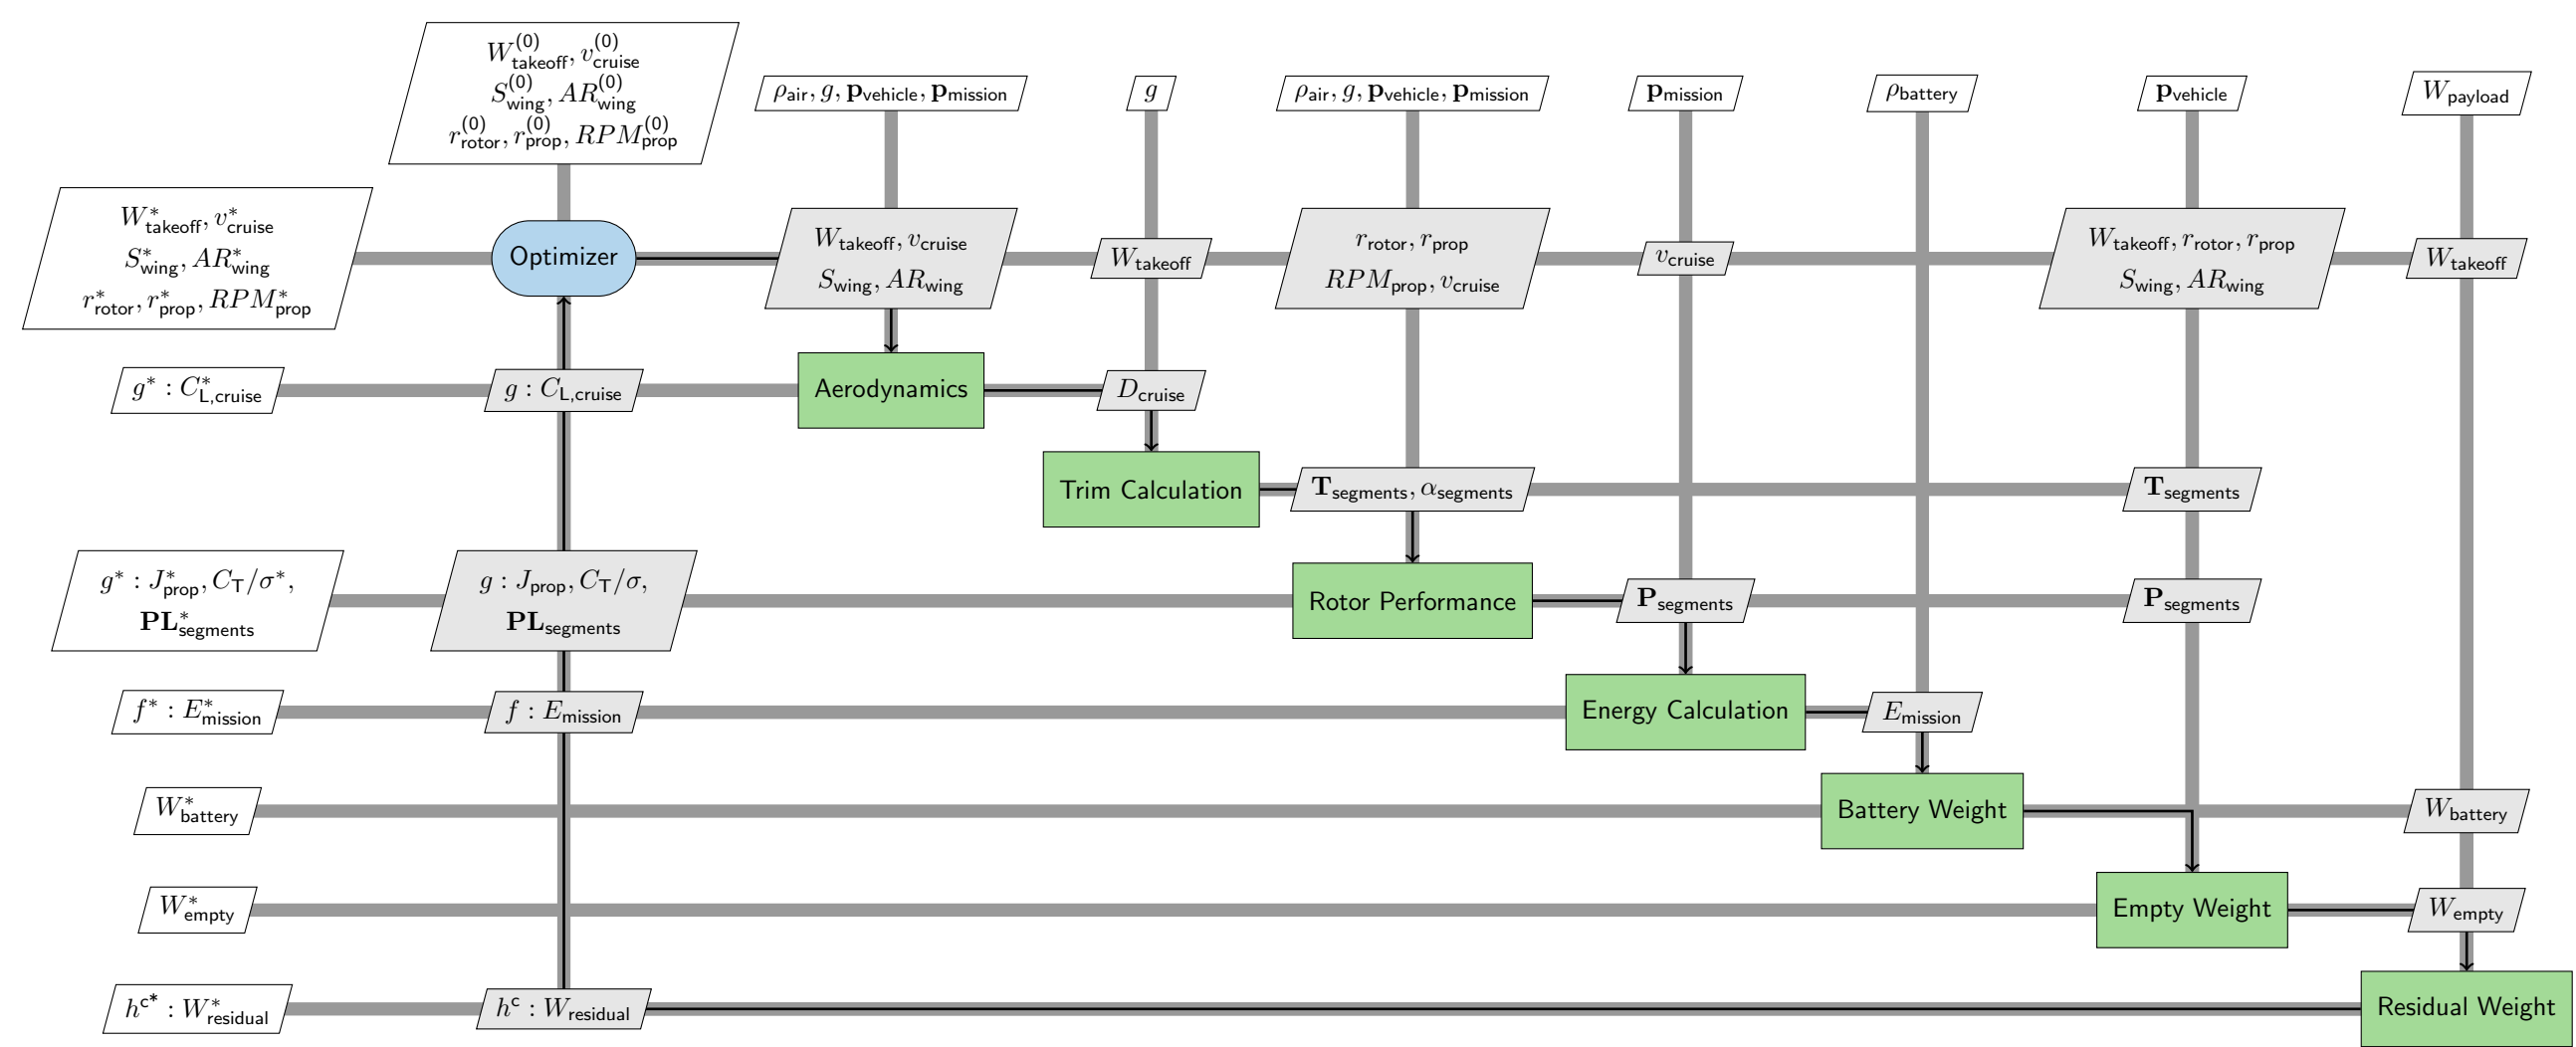 W_takeoff^(0), v_cruise^(0)
S_wing^(0), AR_wing^(0)
r_rotor^(0), r_prop^(0), RPM_prop^(0)
ρ_air, g, p_vehicle, p_mission
g
ρ_air, g, p_vehicle, p_mission
p_mission
ρ_battery
p_vehicle
W_payload
W*_takeoff, v*_cruise
S*_wing, AR*_wing
r*_rotor, r*_prop, RPM*_prop
Optimizer
W_takeoff, v_cruise
S_wing, AR_wing
W_takeoff
r_rotor, r_prop
RPM_prop, v_cruise
v_cruise
W_takeoff, r_rotor, r_prop
S_wing, AR_wing
W_takeoff
g* : C*_L,cruise
g : C_L,cruise
Aerodynamics
D_cruise
Trim Calculation
T_segments, α_segments
T_segments
g* : J*_prop, C_T/σ*,
PL*_segments
g : J_prop, C_T/σ,
PL_segments
Rotor Performance
P_segments
P_segments
f* : E*_mission
f : E_mission
Energy Calculation
E_mission
W*_battery
Battery Weight
W_battery
W*_empty
Empty Weight
W_empty
h^c* : W*_residual
h^c : W_residual
Residual Weight